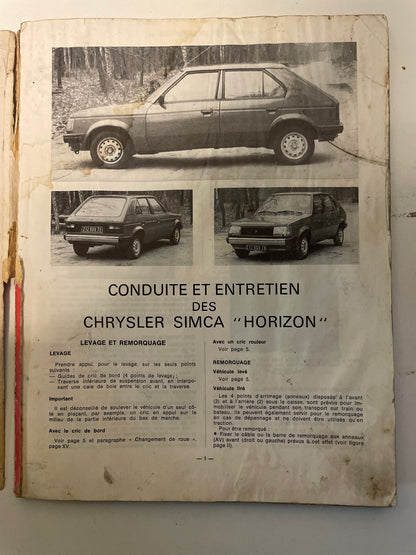 232 BBX 75
CONDUITE ET ENTRETIEN
DES
CHRYSLER SIMCA "HORIZON"
LEVAGE ET REMORQUAGE
LEVAGE
Prendre appui, pour le levage, sur les seuls points
suivants :
— Guides de cric de bord (4 points de levage) ;
— Traverse inférieure de suspension avant, en interpo-
sant une cale de bois entre le cric et la traverse.
Important
Il est déconseillé de soulever le véhicule d'un seul cô-
té en plaçant, par exemple, un cric en appui sur le
milieu de la partie inférieure du bas de marche.
Avec le cric de bord
Voir page 5 et paragraphe « Changement de roue »,
page XV.
Avec un cric rouleur
Voir page 5.
REMORQUAGE
Véhicule levé
Voir page 5.
Véhicule tiré
Les 4 points d'arrimage (anneaux) disposés à l'avant
(2) et à l'arrière (2) sous la caisse, sont prévus pour im-
mobiliser le véhicule pendant son transport sur train ou
bateau. Ils peuvent également servir pour le remorquage
en cas de dépannage et ne doivent être utilisés qu'en
traction.
Pour être remorqué :
● Fixer le câble ou la barre de remorquage aux anneaux
(AV) avant (droit ou gauche) prévus à cet effet (voir figure
page II).
— 1 —